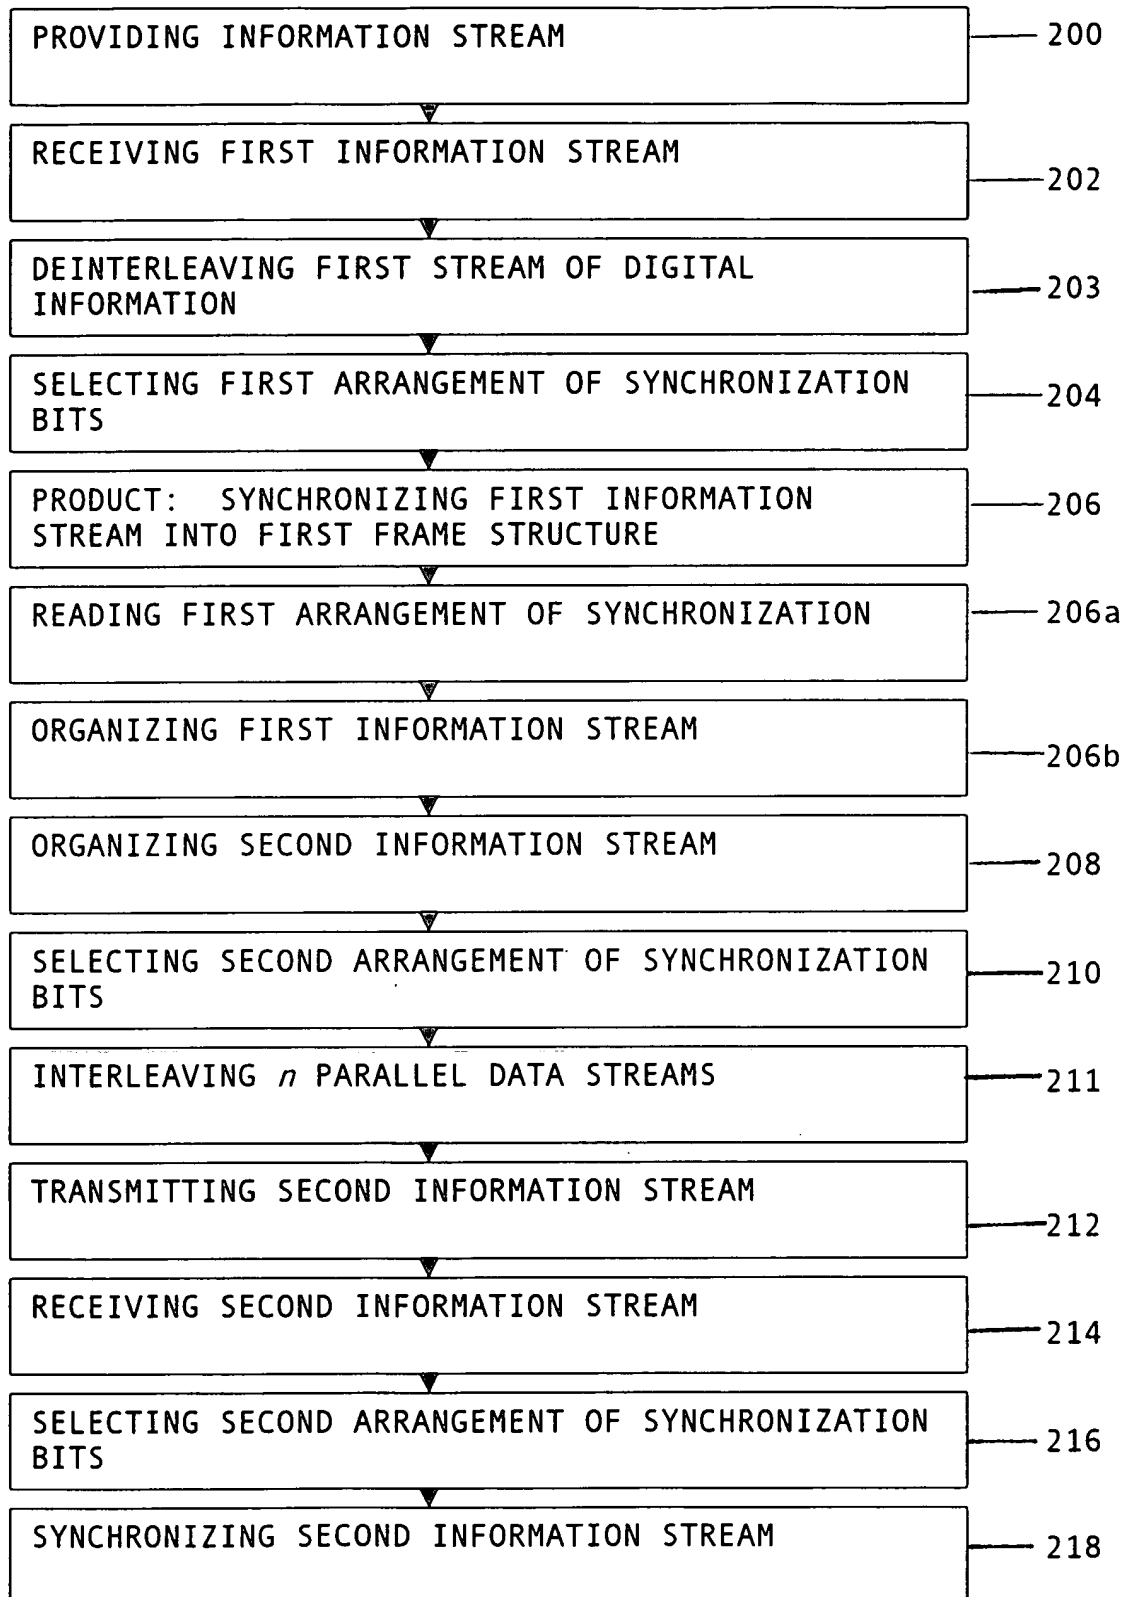 PROVIDING INFORMATION STREAM
200
RECEIVING FIRST INFORMATION STREAM
202
DEINTERLEAVING FIRST STREAM OF DIGITAL
INFORMATION
203
SELECTING FIRST ARRANGEMENT OF SYNCHRONIZATION
BITS
204
PRODUCT: SYNCHRONIZING FIRST INFORMATION
STREAM INTO FIRST FRAME STRUCTURE
206
READING FIRST ARRANGEMENT OF SYNCHRONIZATION
206a
ORGANIZING FIRST INFORMATION STREAM
206b
ORGANIZING SECOND INFORMATION STREAM
208
SELECTING SECOND ARRANGEMENT OF SYNCHRONIZATION
BITS
210
INTERLEAVING n PARALLEL DATA STREAMS
211
TRANSMITTING SECOND INFORMATION STREAM
212
RECEIVING SECOND INFORMATION STREAM
214
SELECTING SECOND ARRANGEMENT OF SYNCHRONIZATION
BITS
216
SYNCHRONIZING SECOND INFORMATION STREAM
218